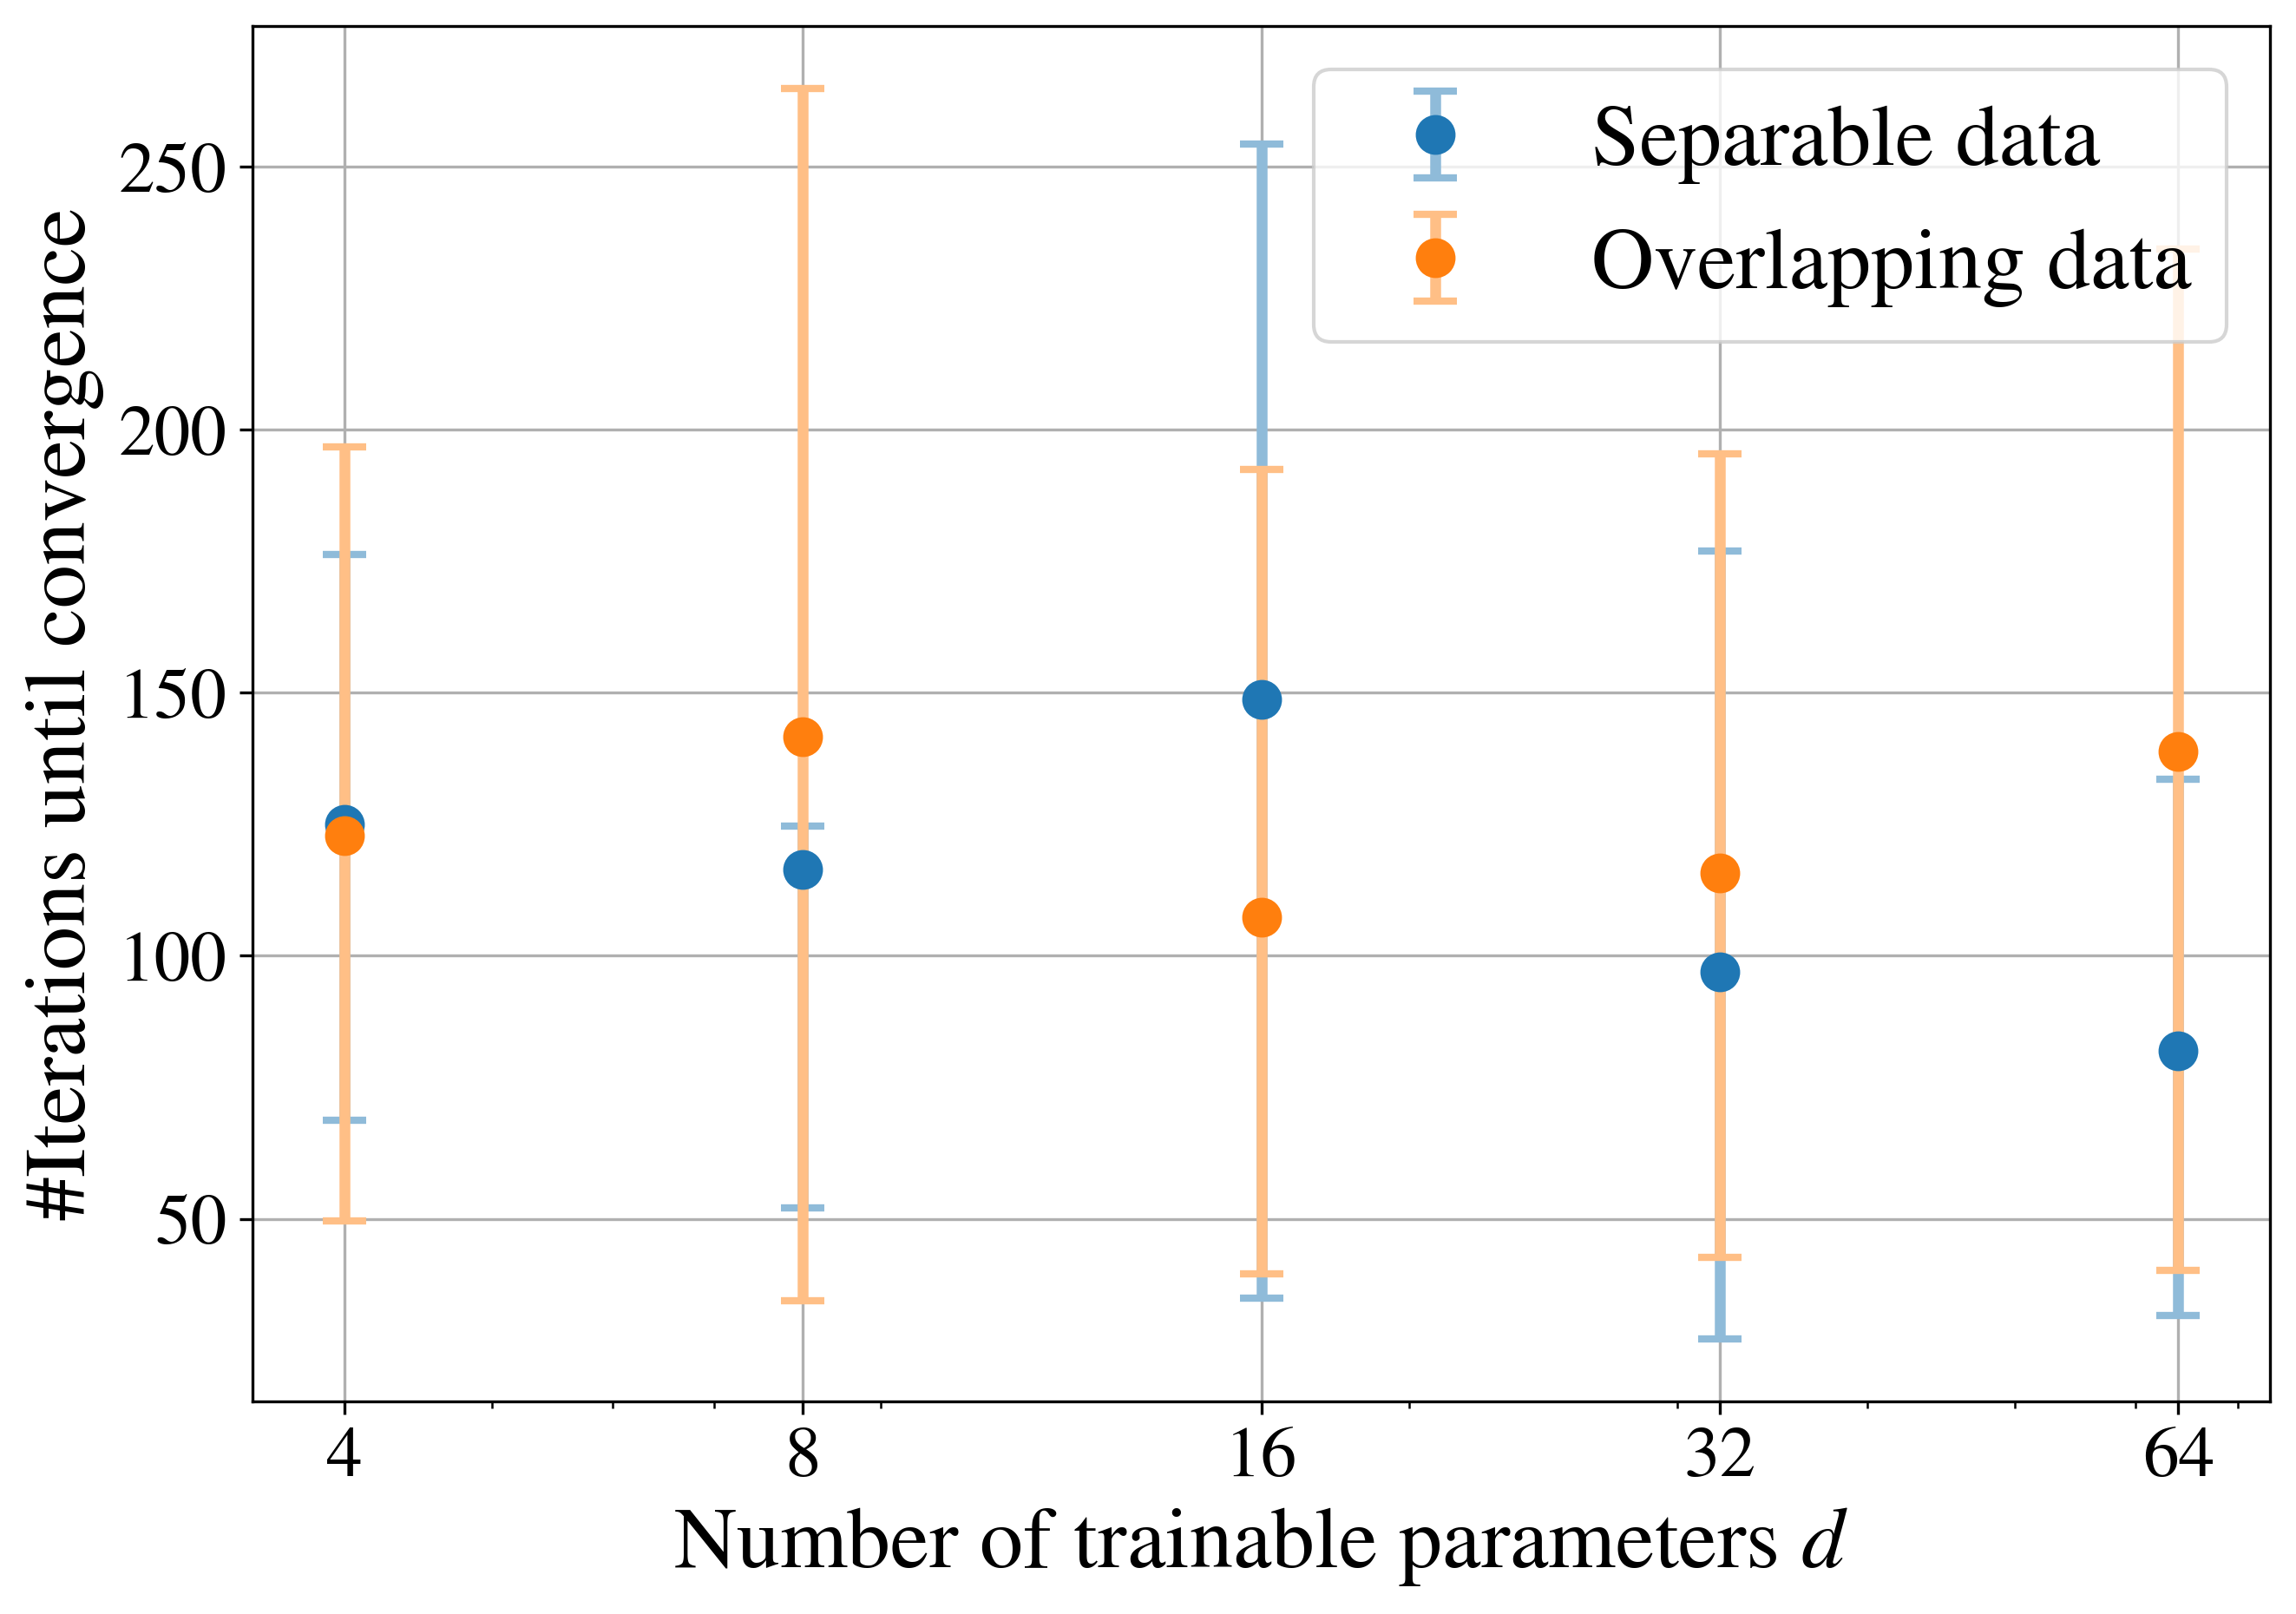 #Iterations until convergence
250
200
150
100
50
Separable data
Overlapping data
4 8 16 32 64
Number of trainable parameters d